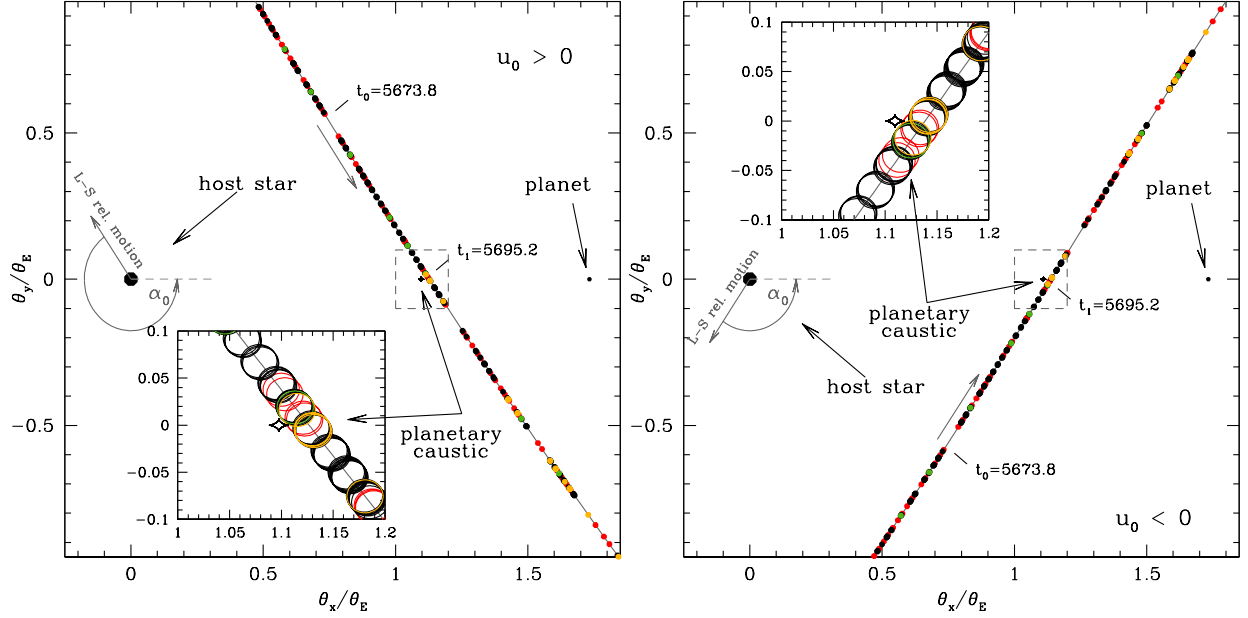 u₀ > 0
t₀=5673.8
L-S rel. motion
host star
planet
t₁=5695.2
α₀
planetary
caustic
0.5
0
-0.5
θy/θE
0.1
0.05
0
-0.05
-0.1
1 1.05 1.1 1.15 1.2
0 0.5 1 1.5
θx/θE
0.1
0.05
0
-0.05
-0.1
1 1.05 1.1 1.15 1.2
planet
t₁=5695.2
L-S rel. motion
α₀
planetary
caustic
host star
t₀=5673.8
u₀ < 0
0.5
0
-0.5
θy/θE
0 0.5 1 1.5
θx/θE